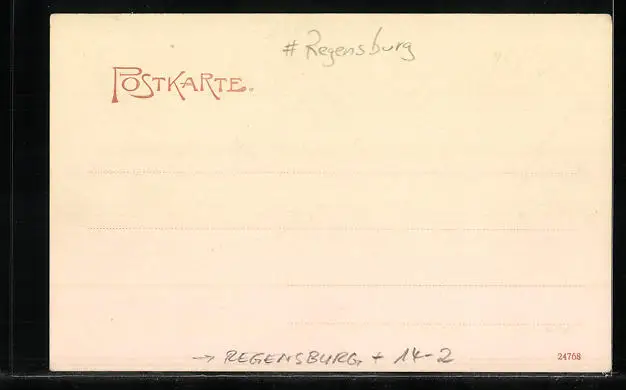 # Regensburg
POSTKARTE.
→ REGENSBURG + 14-2
24768